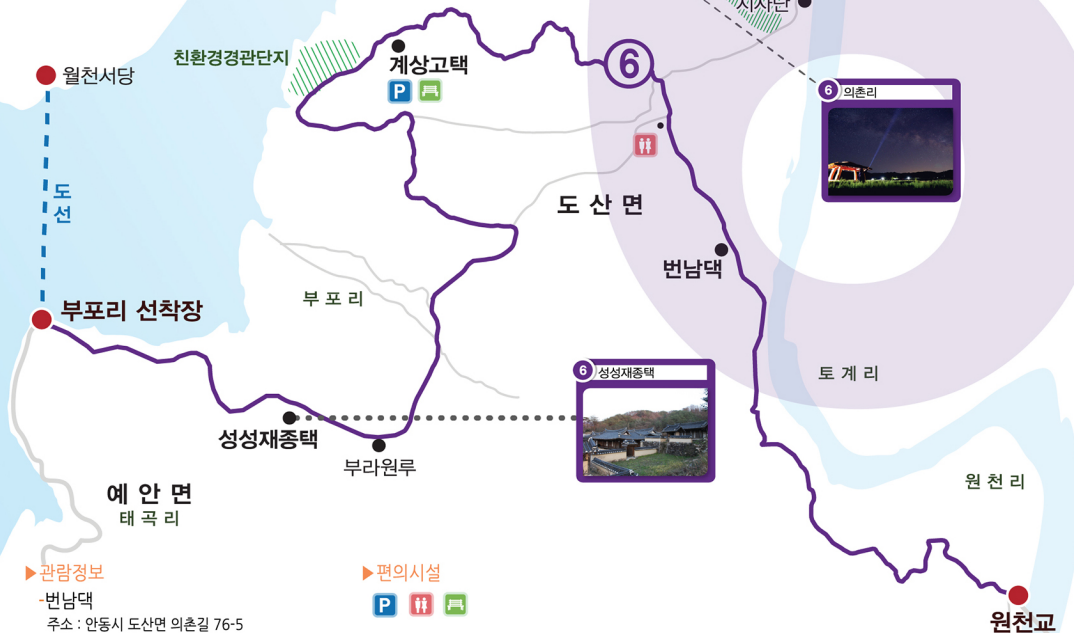 시사단
친환경경관단지
계상고택
P
월천서당
6
6 의촌리
도선
도산면
번남댁
부포리
부포리 선착장
토계리
6 성성재종택
성성재종택
부라원루
원천리
예안면
태곡리
▶관람정보
-번남댁
주소 : 안동시 도산면 의촌길 76-5
▶편의시설
P
원천교